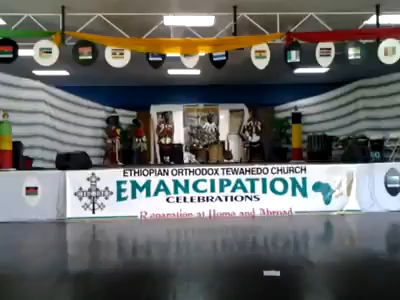 ETHIOPIAN ORTHODOX TEWAHEDO CHURCH
EMANCIPATION
CELEBRATIONS
Reparation at Home and Abroad